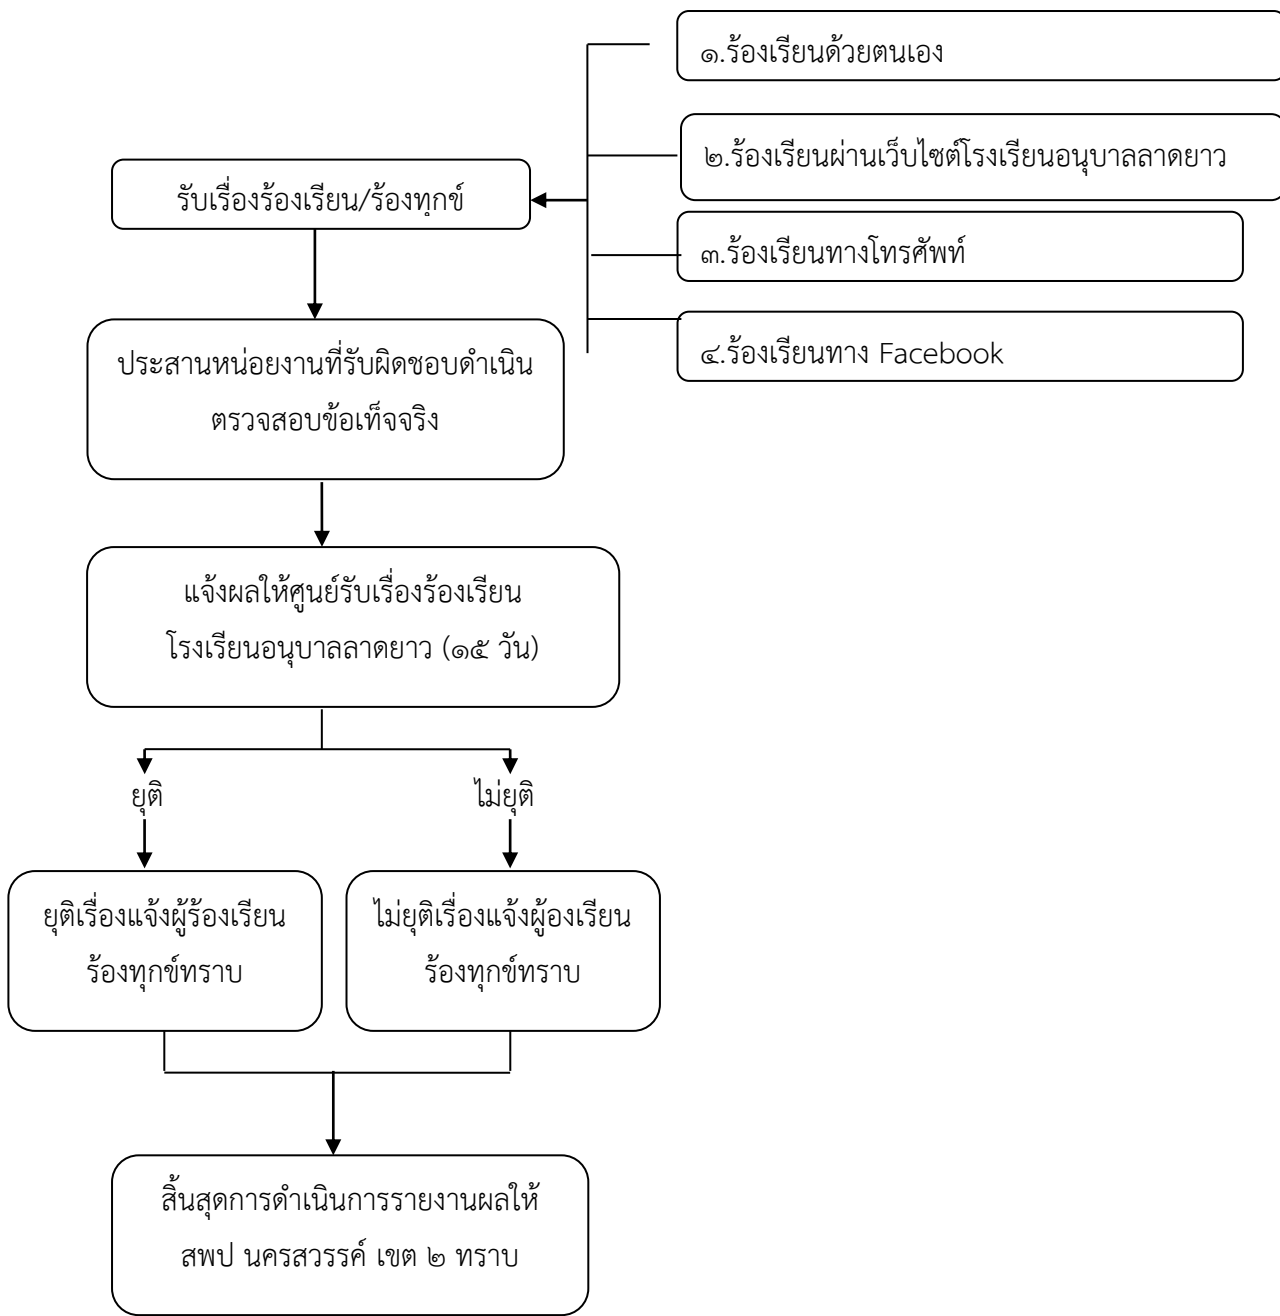 ๑.ร้องเรียนด้วยตนเอง
๒.ร้องเรียนผ่านเว็บไซต์โรงเรียนอนุบาลลาดยาว
รับเรื่องร้องเรียน/ร้องทุกข์
๓.ร้องเรียนทางโทรศัพท์
๔.ร้องเรียนทาง Facebook
ประสานหน่อยงานที่รับผิดชอบดำเนิน
ตรวจสอบข้อเท็จจริง
แจ้งผลให้ศูนย์รับเรื่องร้องเรียน
โรงเรียนอนุบาลลาดยาว (๑๕ วัน)
ยุติ
ไม่ยุติ
ยุติเรื่องแจ้งผู้ร้องเรียน
ร้องทุกข์ทราบ
ไม่ยุติเรื่องแจ้งผู้องเรียน
ร้องทุกข์ทราบ
สิ้นสุดการดำเนินการรายงานผลให้
สพป นครสวรรค์ เขต ๒ ทราบ